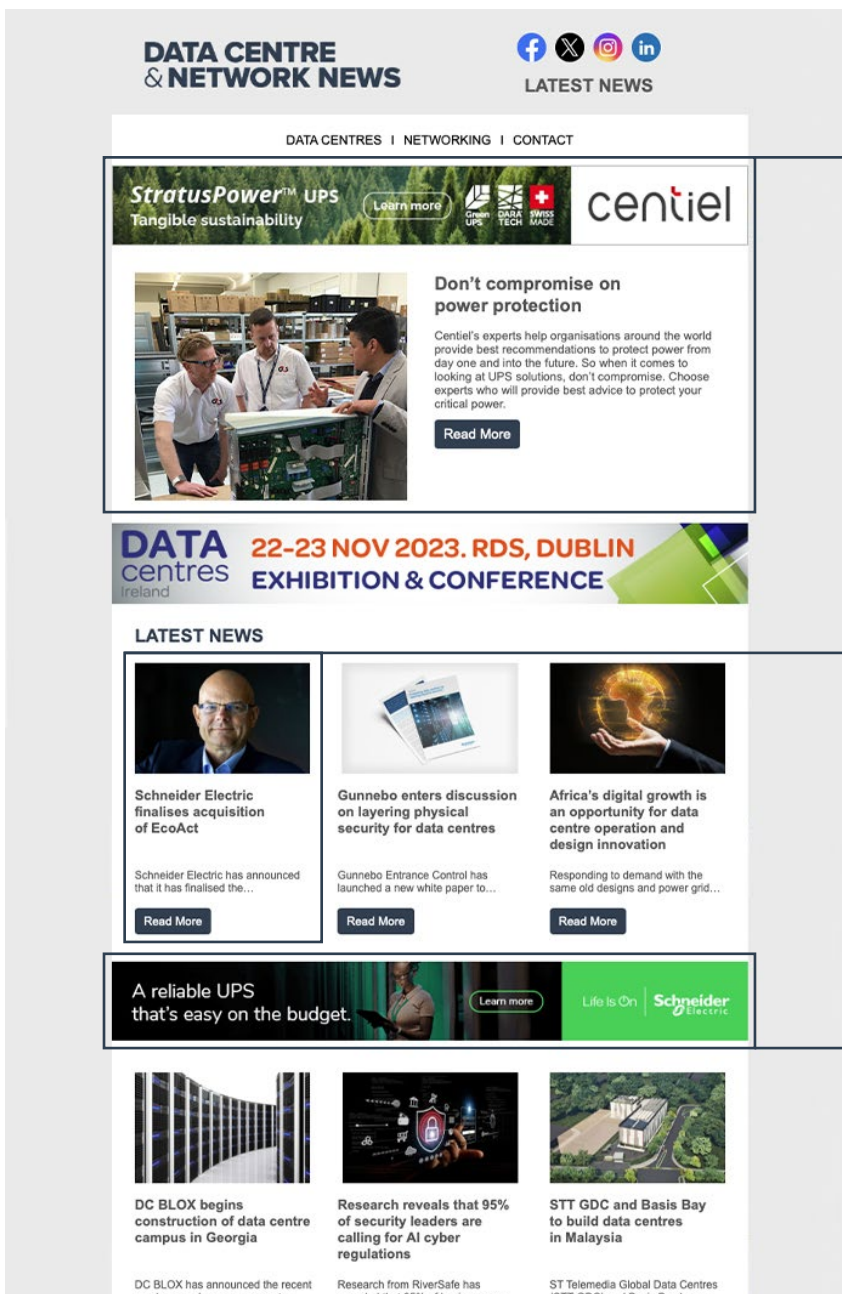 DATA CENTRE
& NETWORK NEWS
LATEST NEWS
DATA CENTRES I NETWORKING I CONTACT
StratusPower™ UPS
Tangible sustainability
Learn more
Green
UPS
DARA
TECH
SWISS
MADE
centiel
Don't compromise on
power protection
Centiel's experts help organisations around the world
provide best recommendations to protect power from
day one and into the future. So when it comes to
looking at UPS solutions, don't compromise. Choose
experts who will provide best advice to protect your
critical power.
Read More
DATA
centres
Ireland
22-23 NOV 2023. RDS, DUBLIN
EXHIBITION & CONFERENCE
LATEST NEWS
Schneider Electric
finalises acquisition
of EcoAct
Schneider Electric has announced
that it has finalised the…
Read More
Gunnebo enters discussion
on layering physical
security for data centres
Gunnebo Entrance Control has
launched a new white paper to…
Read More
Africa's digital growth is
an opportunity for data
centre operation and
design innovation
Responding to demand with the
same old designs and power grid…
Read More
A reliable UPS
that's easy on the budget.
Learn more
Life Is On
Schneider
Electric
DC BLOX begins
construction of data centre
campus in Georgia
DC BLOX has announced the recent
Research reveals that 95%
of security leaders are
calling for AI cyber
regulations
Research from RiverSafe has
STT GDC and Basis Bay
to build data centres
in Malaysia
ST Telemedia Global Data Centres